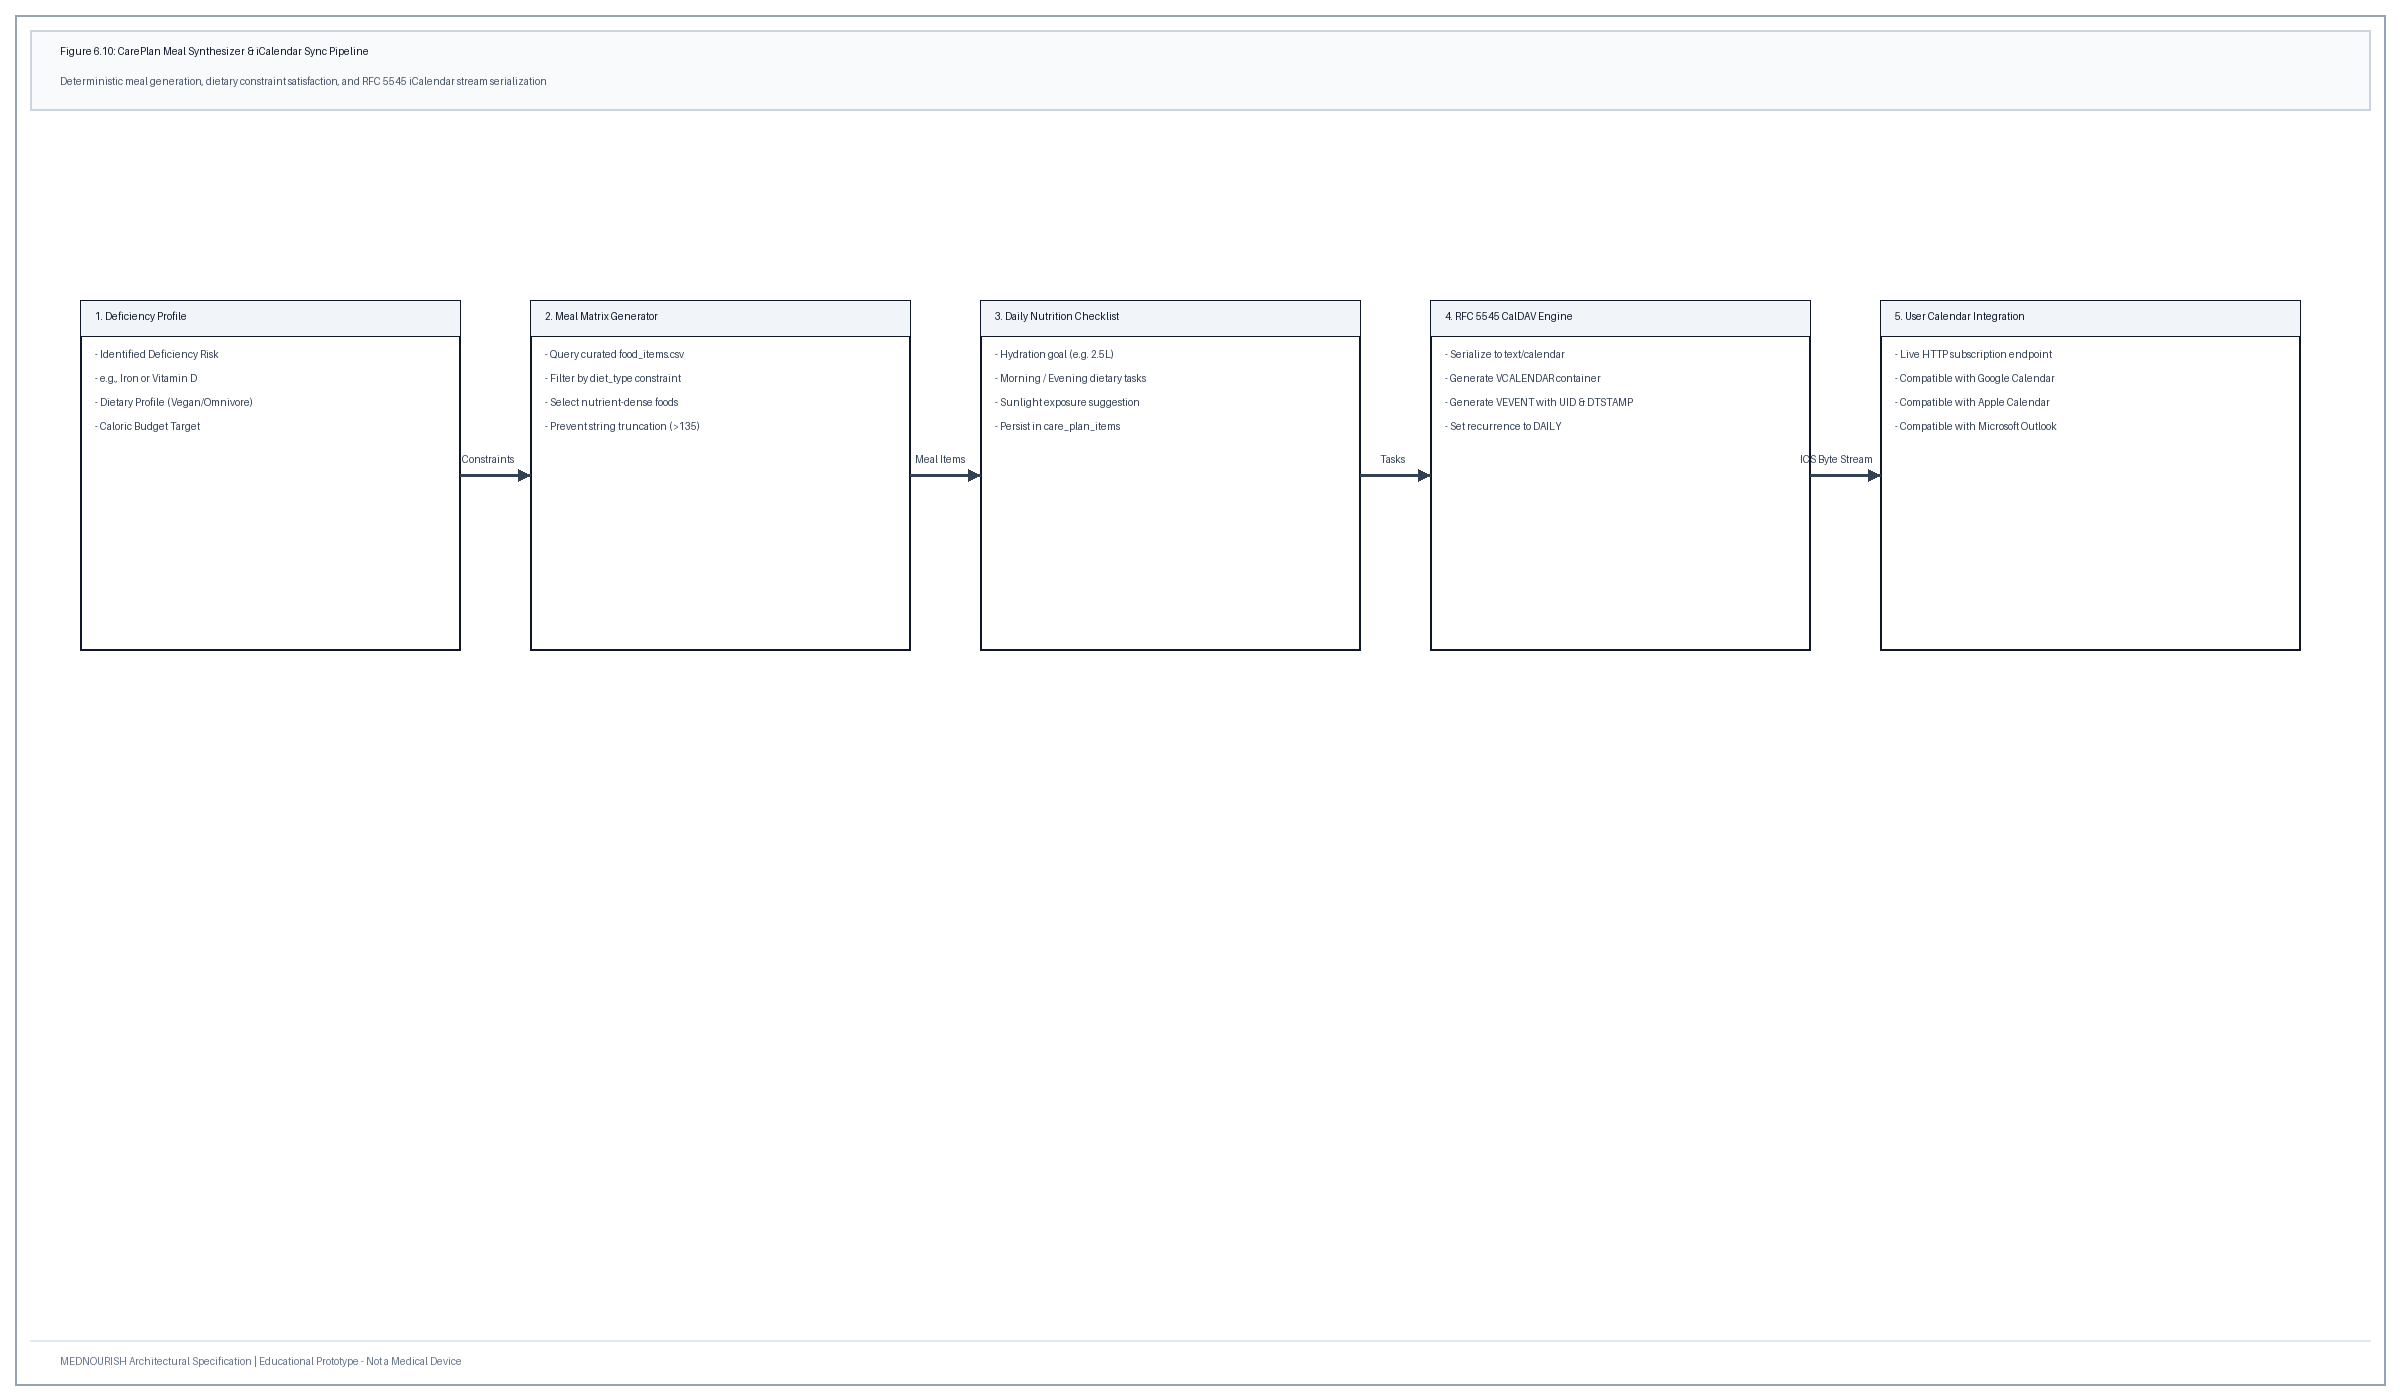 Figure 6.10: CarePlan Meal Synthesizer & iCalendar Sync Pipeline
Deterministic meal generation, dietary constraint satisfaction, and RFC 5545 iCalendar stream serialization
1. Deficiency Profile
- Identified Deficiency Risk
- e.g., Iron or Vitamin D
- Dietary Profile (Vegan/Omnivore)
- Caloric Budget Target
Constraints
2. Meal Matrix Generator
- Query curated food_items.csv
- Filter by diet_type constraint
- Select nutrient-dense foods
- Prevent string truncation (>135)
Meal Items
3. Daily Nutrition Checklist
- Hydration goal (e.g. 2.5L)
- Morning / Evening dietary tasks
- Sunlight exposure suggestion
- Persist in care_plan_items
Tasks
4. RFC 5545 CalDAV Engine
- Serialize to text/calendar
- Generate VCALENDAR container
- Generate VEVENT with UID & DTSTAMP
- Set recurrence to DAILY
ICS Byte Stream
5. User Calendar Integration
- Live HTTP subscription endpoint
- Compatible with Google Calendar
- Compatible with Apple Calendar
- Compatible with Microsoft Outlook
MEDNOURISH Architectural Specification | Educational Prototype - Not a Medical Device